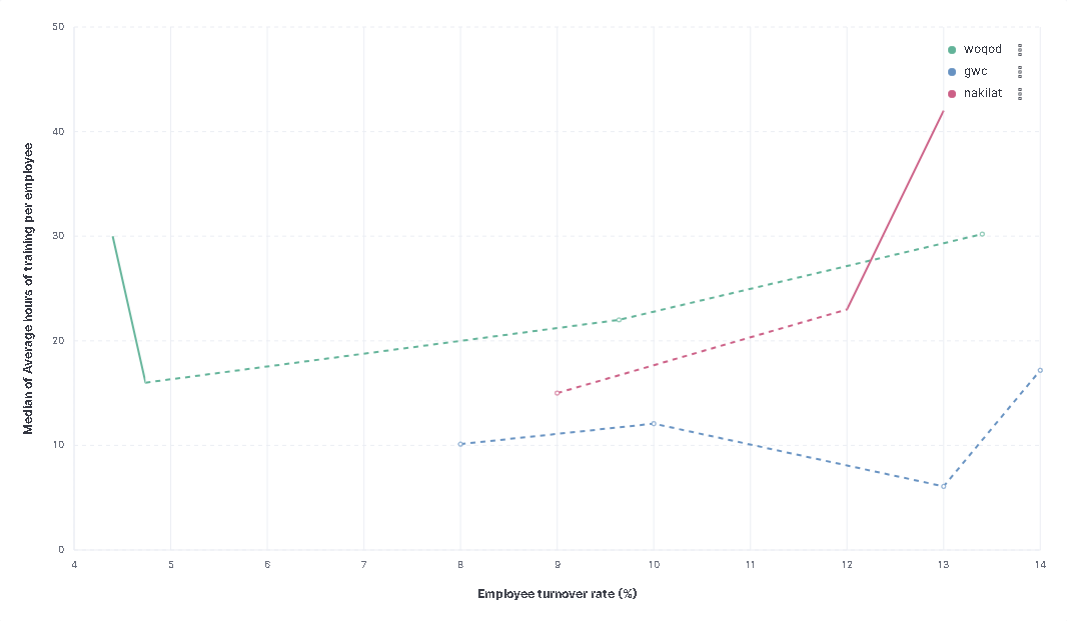 50
40
30
20
10
0
Median of Average hours of training per employee
woqod
gwc
nakilat
4 5 6 7 8 9 10 11 12 13 14
Employee turnover rate (%)